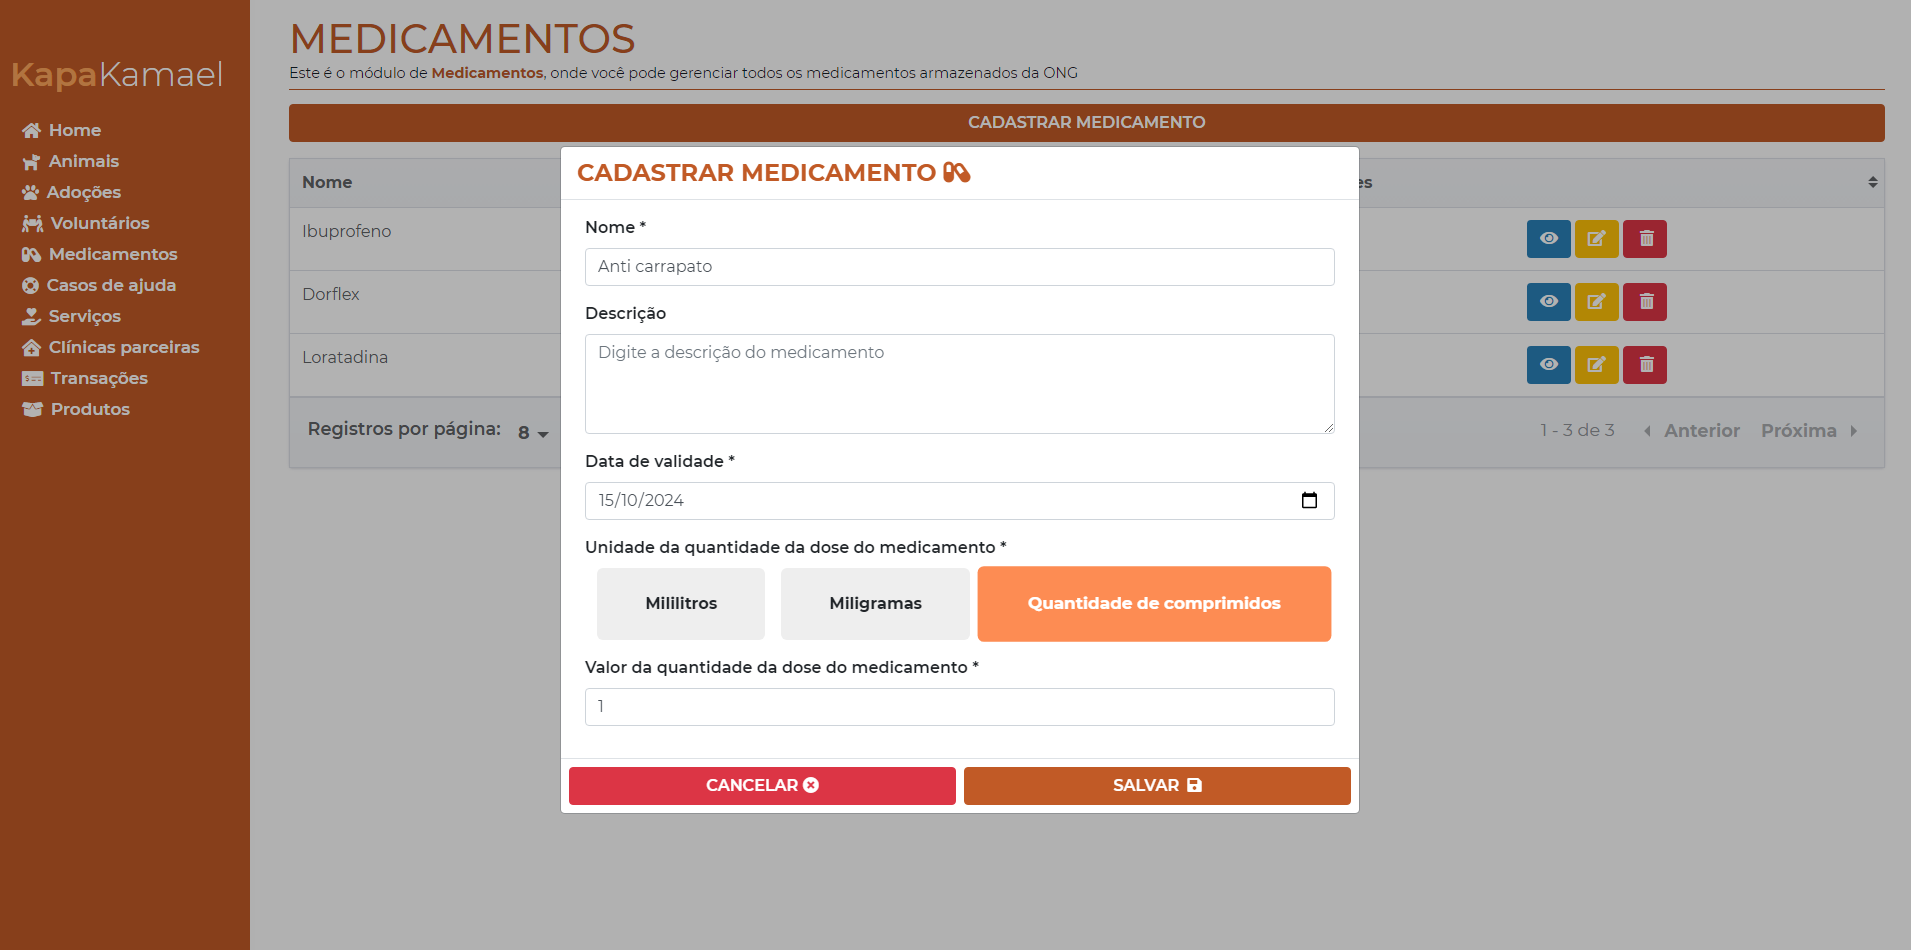 KapaKamael
Home
Animais
Adoções
Voluntários
Medicamentos
Casos de ajuda
Serviços
Clínicas parceiras
Transações
Produtos
MEDICAMENTOS
Este é o módulo de Medicamentos, onde você pode gerenciar todos os medicamentos armazenados da ONG
CADASTRAR MEDICAMENTO
Nome
Ibuprofeno
Dorflex
Loratadina
Registros por página: 8
1 - 3 de 3 Anterior Próxima
CADASTRAR MEDICAMENTO
Nome *
Anti carrapato
Descrição
Digite a descrição do medicamento
Data de validade *
15/10/2024
Unidade da quantidade da dose do medicamento *
Mililitros Miligramas Quantidade de comprimidos
Valor da quantidade da dose do medicamento *
1
CANCELAR SALVAR